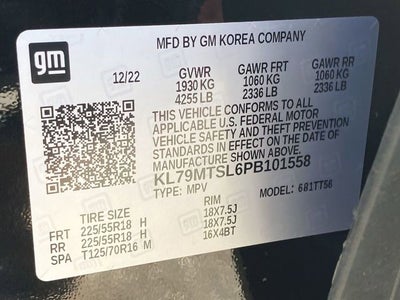 gm
MFD BY GM KOREA COMPANY
12/22 GVWR GAWR FRT GAWR RR
1930 KG 1060 KG 1060 KG
4255 LB 2336 LB 2336 LB
THIS VEHICLE CONFORMS TO ALL
APPLICABLE U.S. FEDERAL MOTOR
VEHICLE SAFETY AND THEFT PREVENTION
STANDARDS IN EFFECT ON THE DATE OF
MANUFACTURE SHOWN ABOVE.
KL79MTSL6PB101558
TYPE: MPV MODEL: 681TT56
TIRE SIZE RIM
FRT 225/55R18 H 18X7.5J
RR 225/55R18 H 18X7.5J
SPA T125/70R16 M 16X4BT